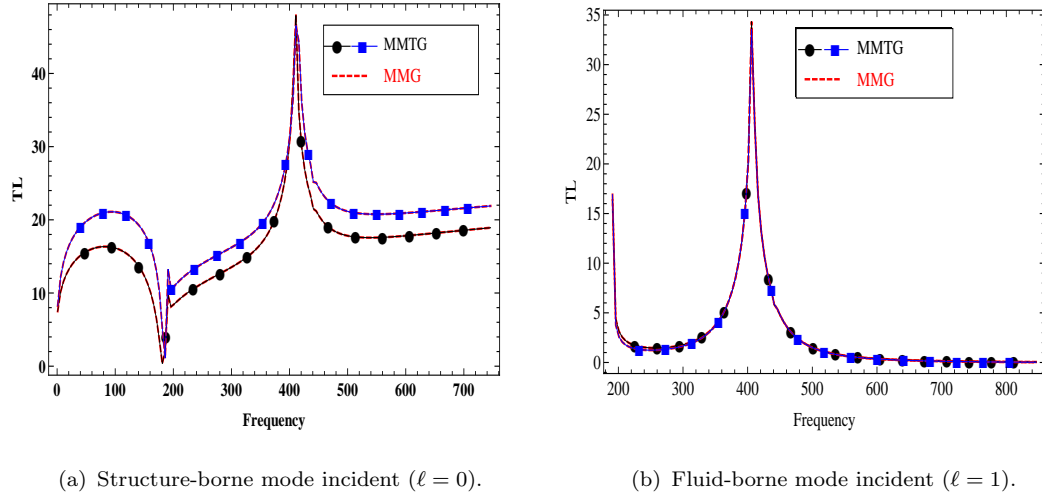 MMTG
MMG
TL
40
30
20
10
0
0 100 200 300 400 500 600 700
Frequency
(a) Structure-borne mode incident (ℓ = 0).
MMTG
MMG
TL
35
30
25
20
15
10
5
0
200 300 400 500 600 700 800
Frequency
(b) Fluid-borne mode incident (ℓ = 1).